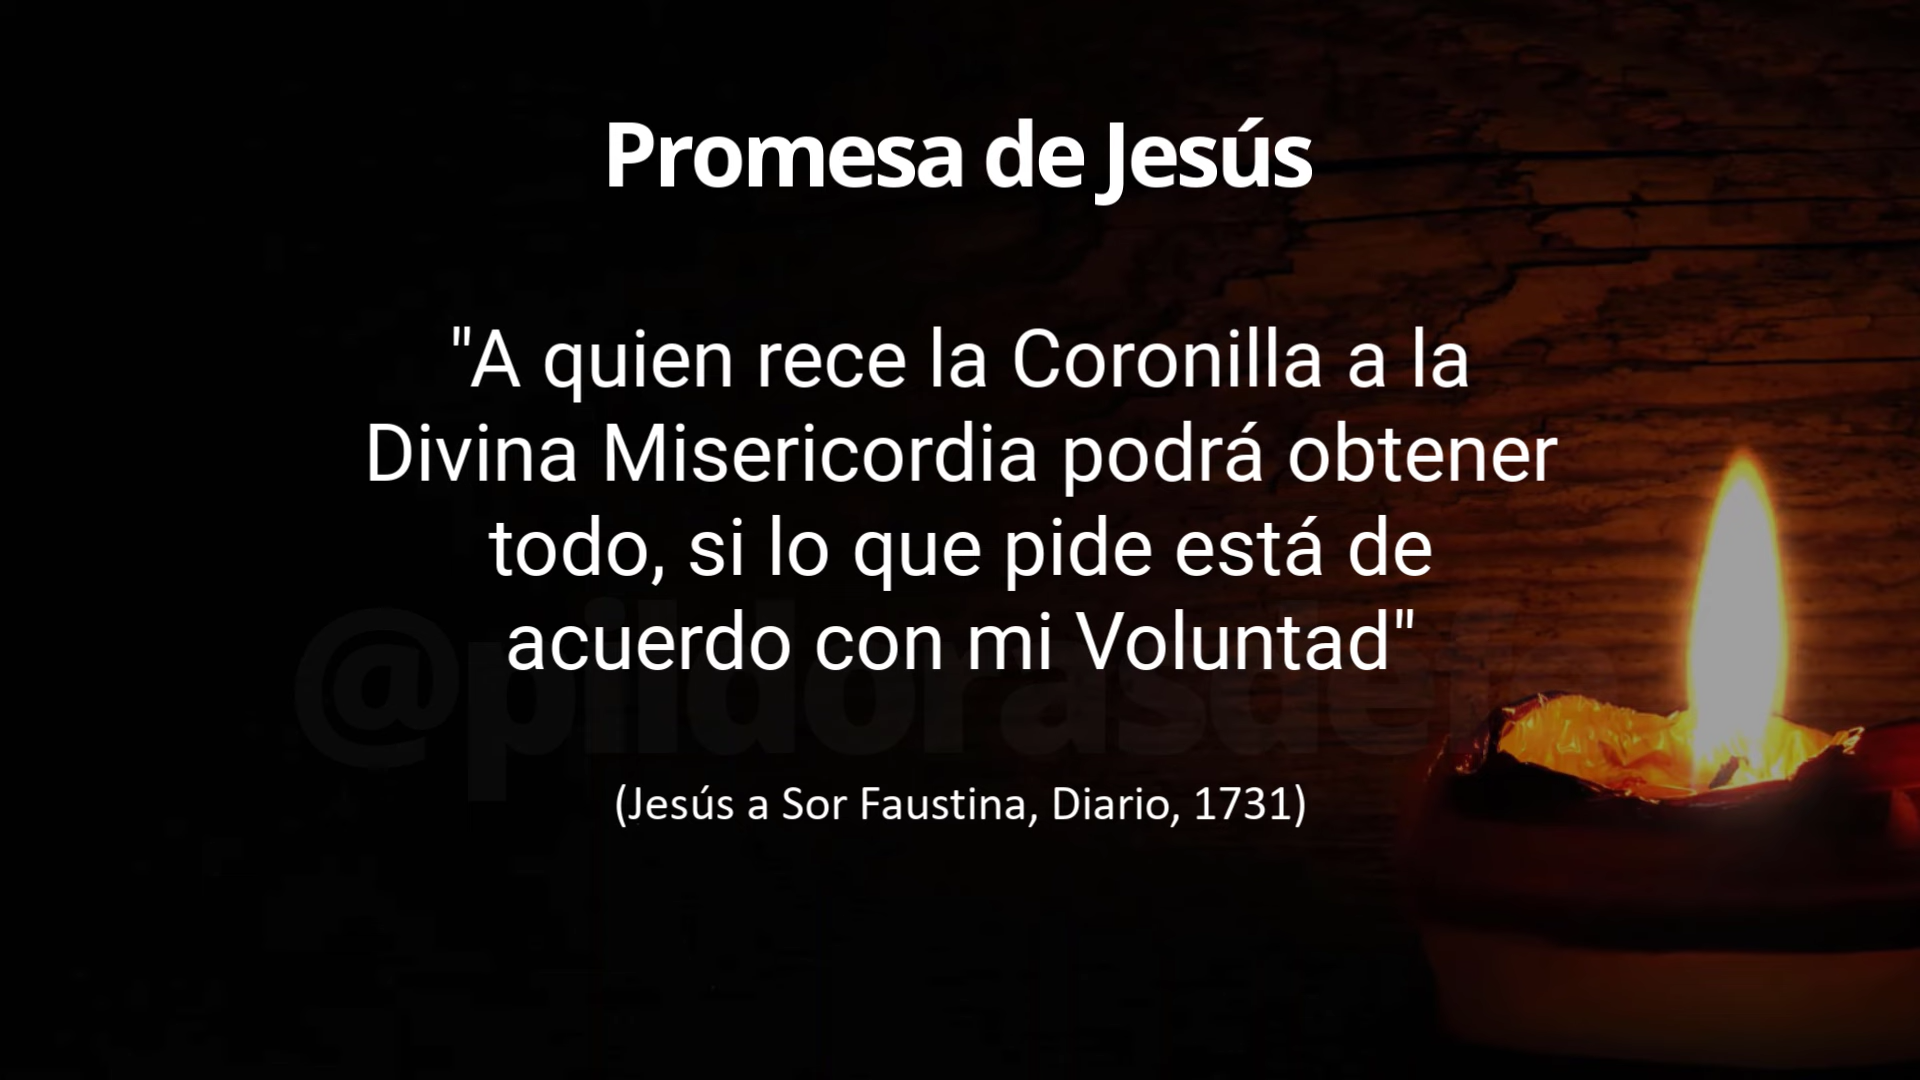 Promesa de Jesús
"A quien rece la Coronilla a la
Divina Misericordia podrá obtener
todo, si lo que pide está de
acuerdo con mi Voluntad"
@pildorasdefe
(Jesús a Sor Faustina, Diario, 1731)